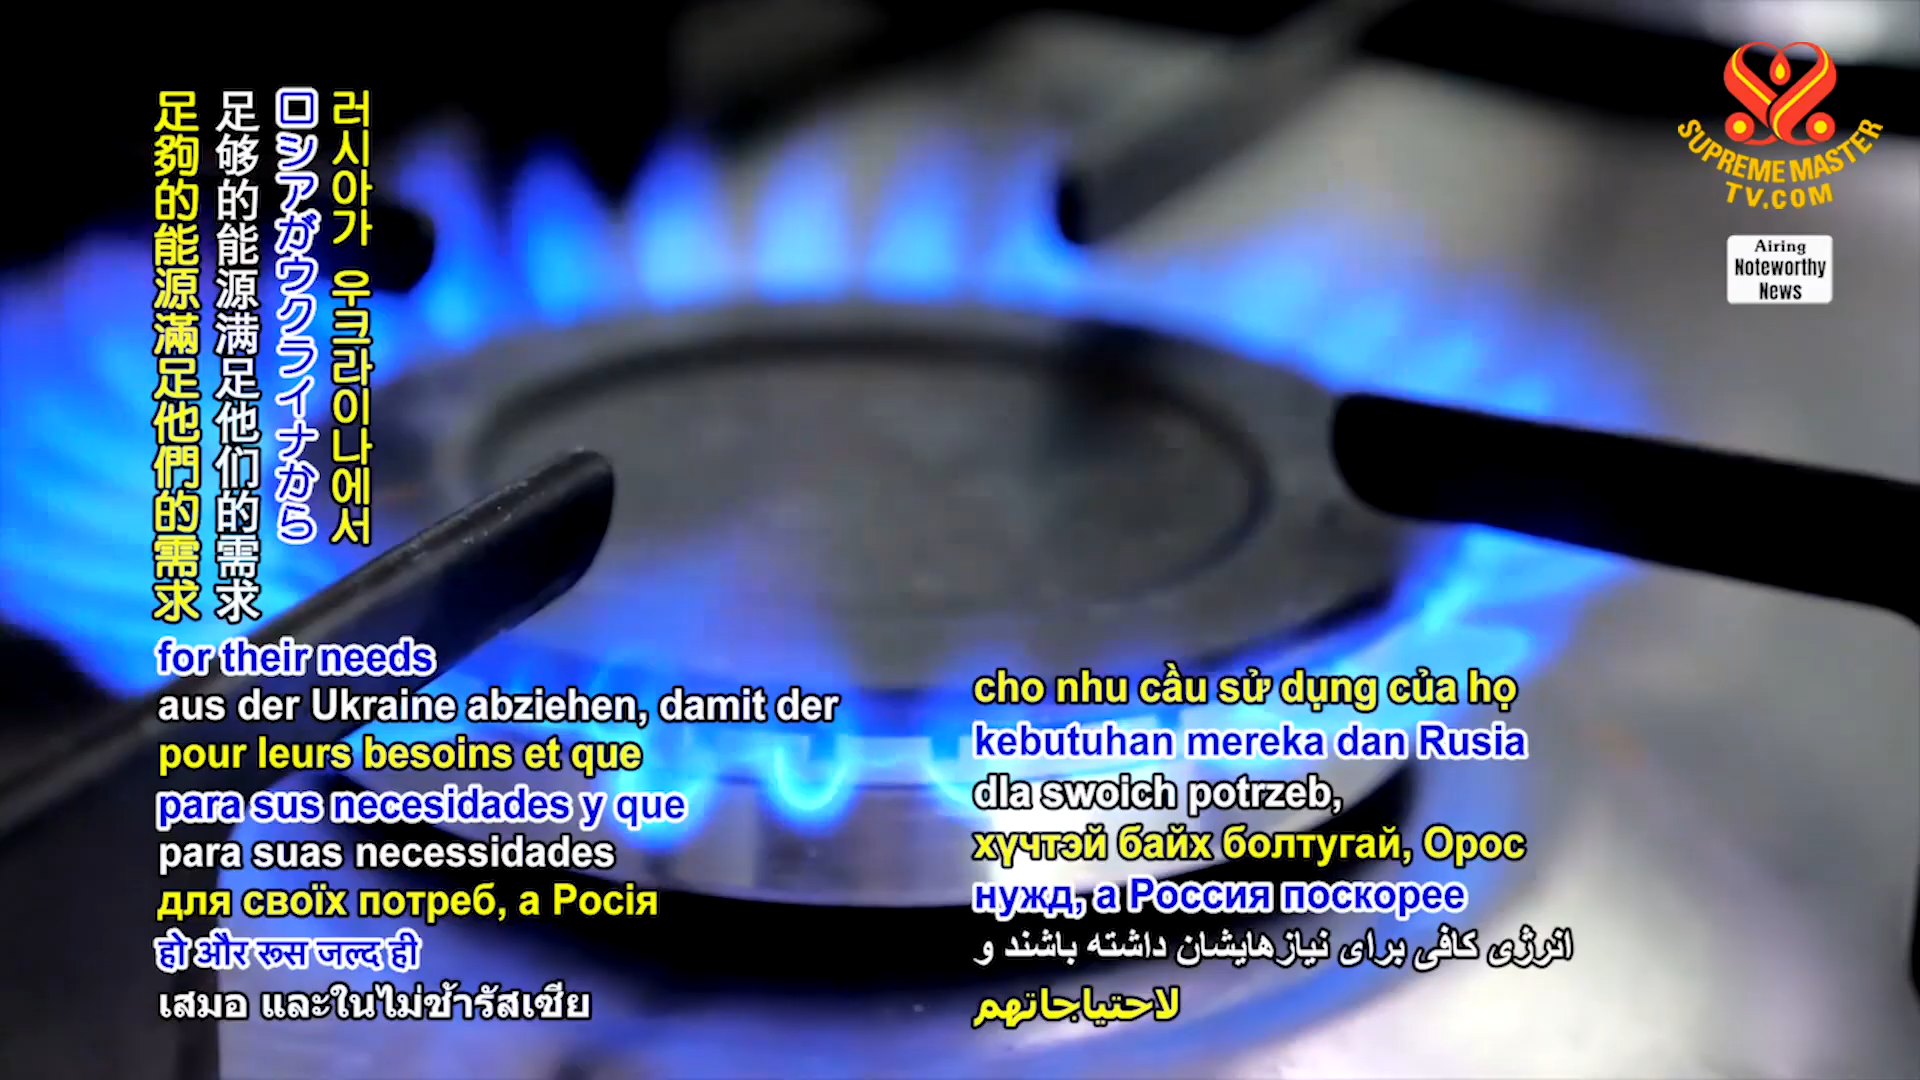 러시아가 우크라이나에서
ロシアがウクライナから
足够的能源满足他们的需求
足夠的能源滿足他們的需求
for their needs
aus der Ukraine abziehen, damit der
pour leurs besoins et que
para sus necesidades y que
para suas necessidades
для своїх потреб, а Росія
हो और रूस जल्द ही
เสมอ และในไม่ช้ารัสเซีย
cho nhu cầu sử dụng của họ
kebutuhan mereka dan Rusia
dla swoich potrzeb,
хүчтэй байх болтугай, Орос
нужд, а Россия поскорее
انرژی کافی برای نیازهایشان داشته باشند و
لاحتياجاتهم
SUPREME MASTER
TV.COM
Airing
Noteworthy
News